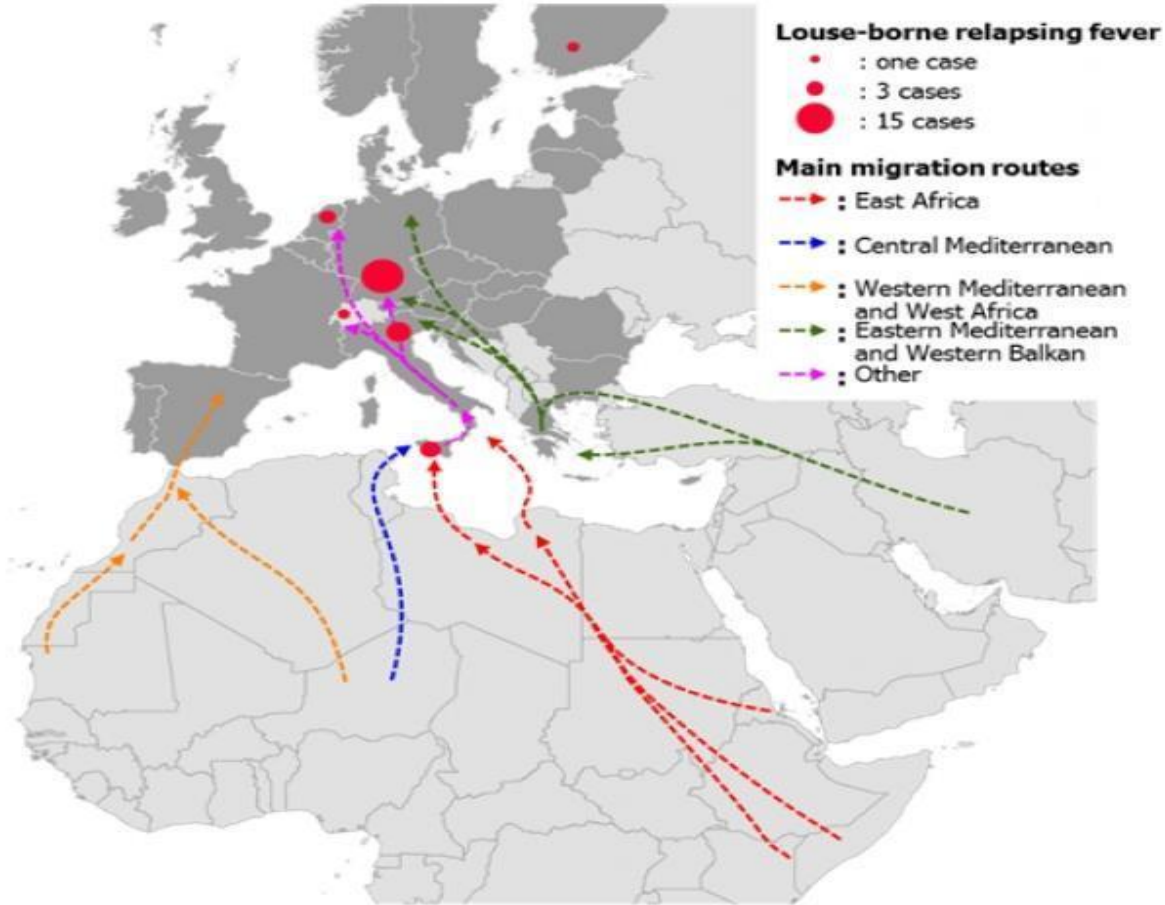 Louse-borne relapsing fever
: one case
: 3 cases
: 15 cases
Main migration routes
: East Africa
: Central Mediterranean
: Western Mediterranean
and West Africa
: Eastern Mediterranean
and Western Balkan
: Other